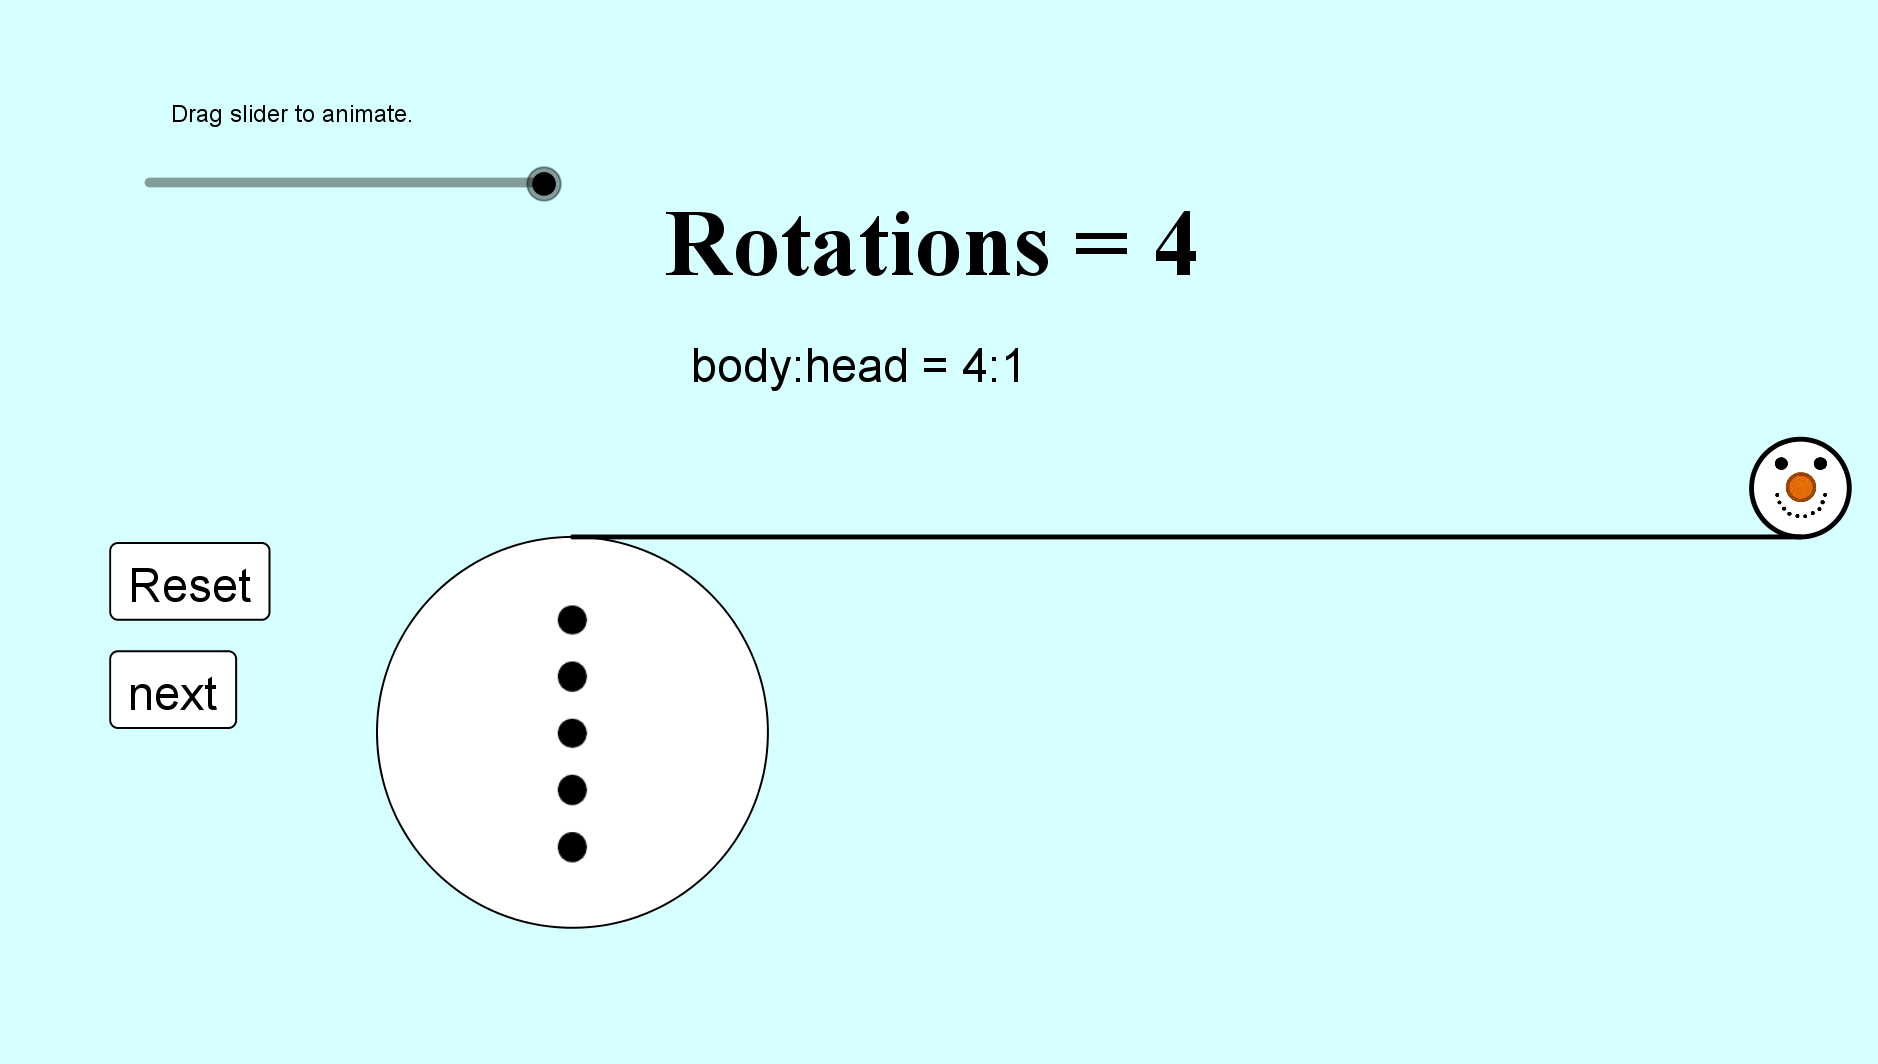 Drag slider to animate.
Rotations = 4
body:head = 4:1
Reset
next